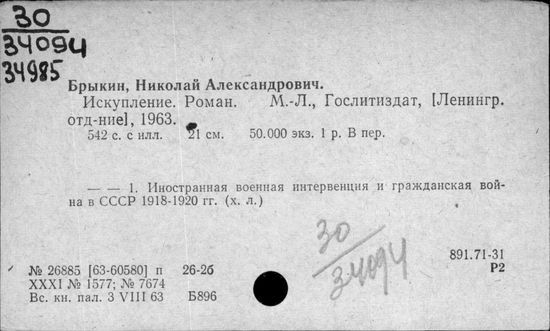 30
34094
34985
Брыкин, Николай Александрович.
Искупление. Роман. М.-Л., Гослитиздат, [Ленингр.
отд-ние], 1963.
542 с. с илл. 21 см. 50.000 экз. 1 р. В пер.
— — 1. Иностранная военная интервенция и гражданская вой-
на в СССР 1918-1920 гг. (х. л.)
30
34094
891.71-31
Р2
№ 26885 [63-60580] п 26-2б
XXXI № 1577; № 7674
Вс. кн. пал. 3 VIII 63 Б896